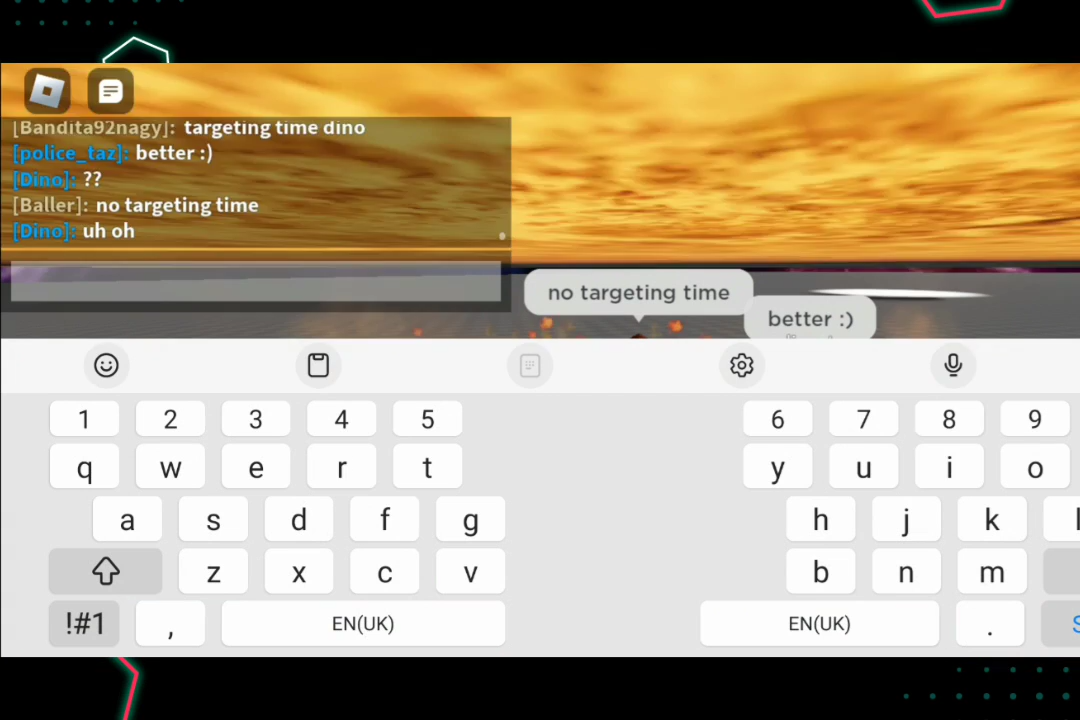 [Bandita92nagy]: targeting time dino
[police_taz]: better :)
[Dino]: ??
[Baller]: no targeting time
[Dino]: uh oh
no targeting time
better :)
1 2 3 4 5 6 7 8 9
q w e r t y u i o
a s d f g h j k l
z x c v b n m
!#1 , EN(UK) EN(UK) . S